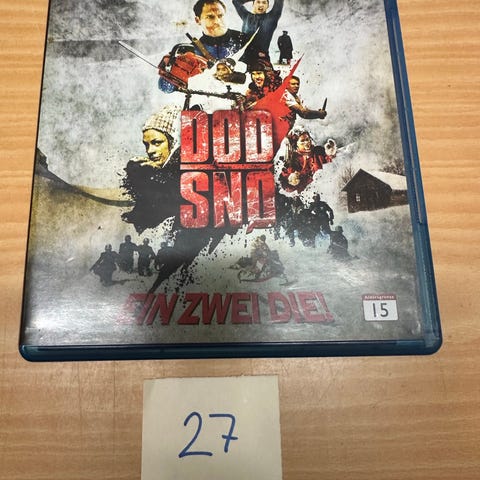 DØD
SNØ
EIN ZWEI DIE!
Aldersgrense
15
27